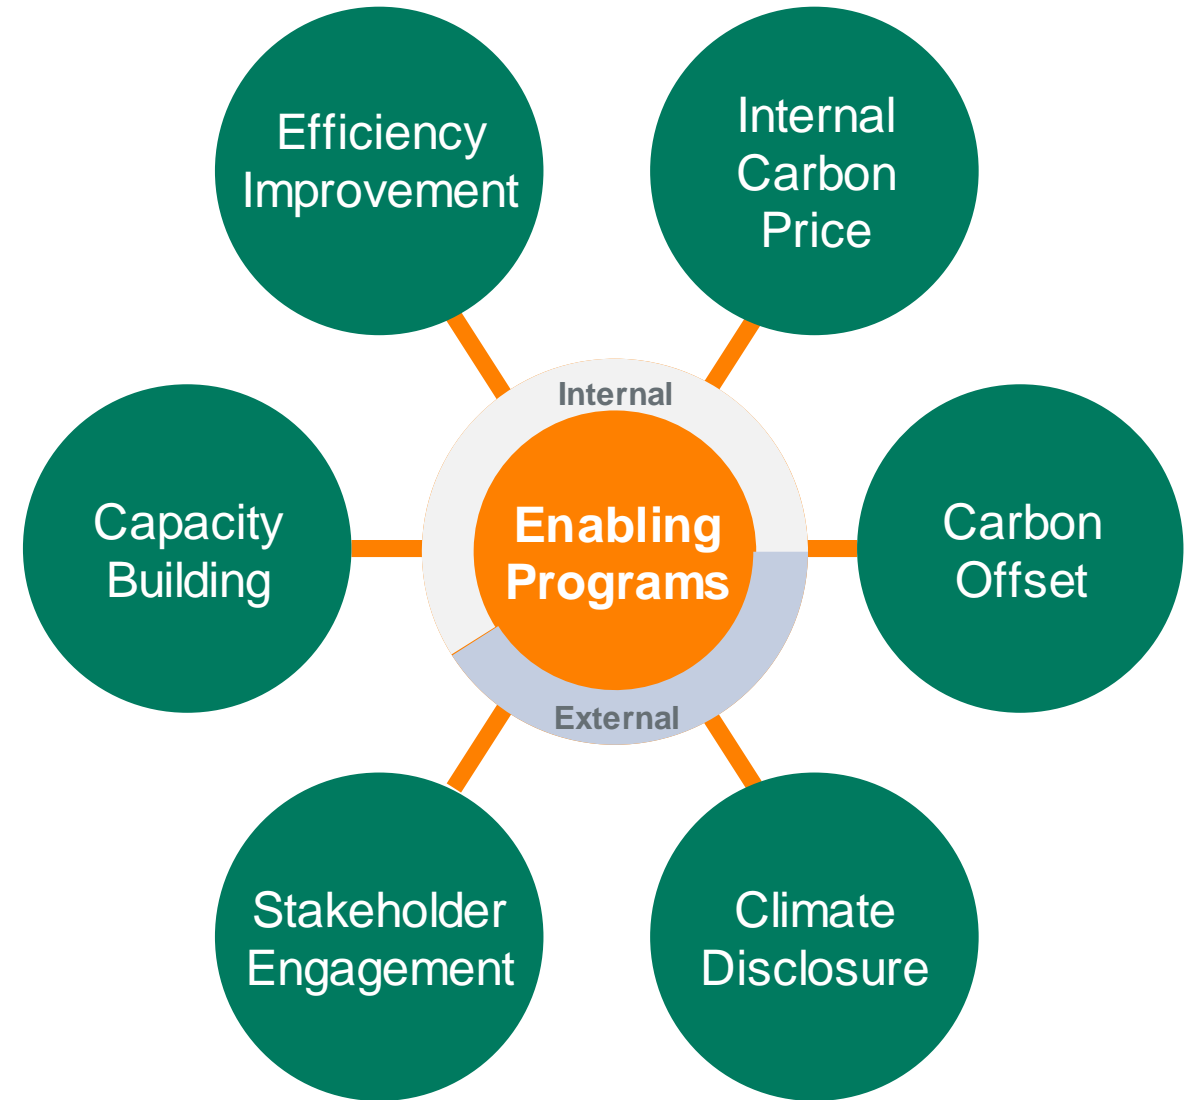 Efficiency
Improvement
Internal
Carbon
Price
Internal
Capacity
Building
Enabling
Programs
Carbon
Offset
External
Stakeholder
Engagement
Climate
Disclosure